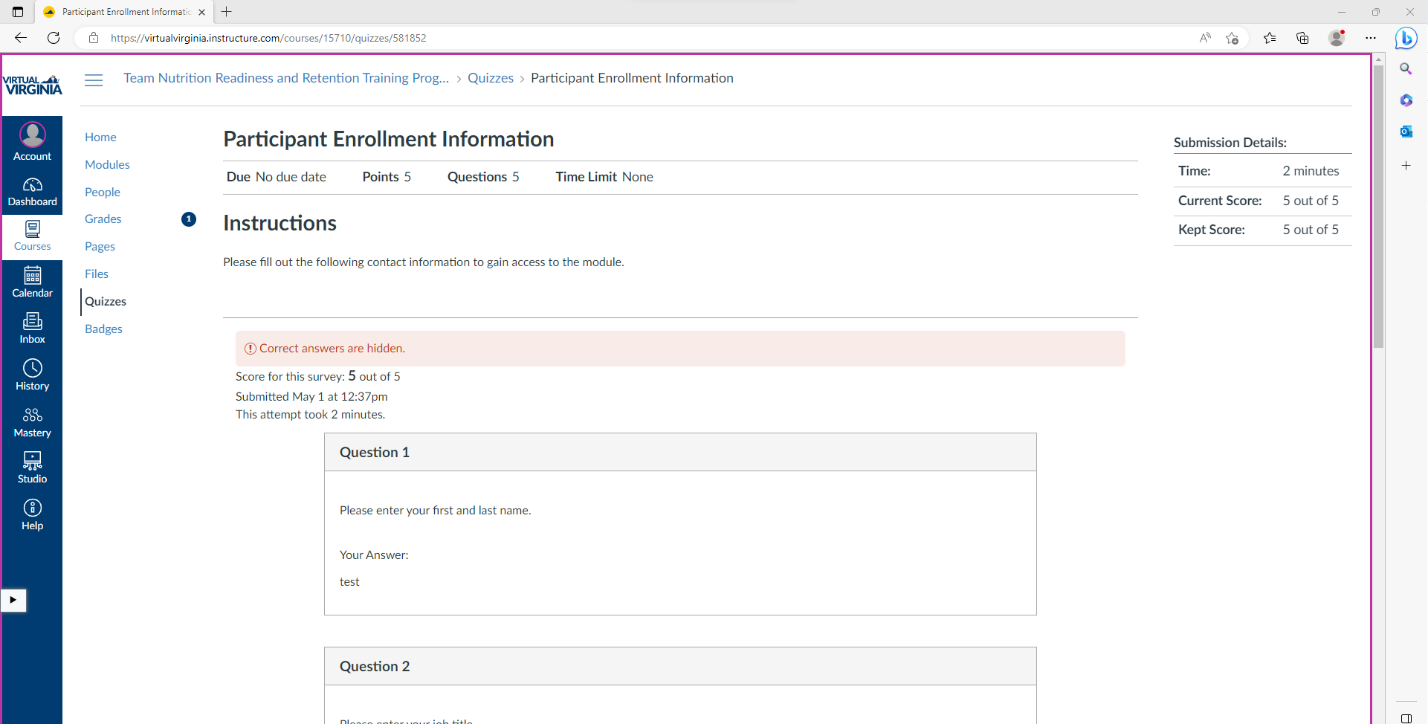 Participant Enrollment Informatic
https://virtualvirginia.instructure.com/courses/15710/quizzes/581852
VIRTUAL
VIRGINIA
Team Nutrition Readiness and Retention Training Prog... › Quizzes › Participant Enrollment Information
Account
Dashboard
Courses
Calendar
Inbox
History
Mastery
Studio
Help
Home
Modules
People
Grades 1
Pages
Files
Quizzes
Badges
Participant Enrollment Information
Due No due date Points 5 Questions 5 Time Limit None
Instructions
Please fill out the following contact information to gain access to the module.
Correct answers are hidden.
Score for this survey: 5 out of 5
Submitted May 1 at 12:37pm
This attempt took 2 minutes.
Question 1
Please enter your first and last name.
Your Answer:
test
Question 2
Please enter your job title
Submission Details:
Time: 2 minutes
Current Score: 5 out of 5
Kept Score: 5 out of 5